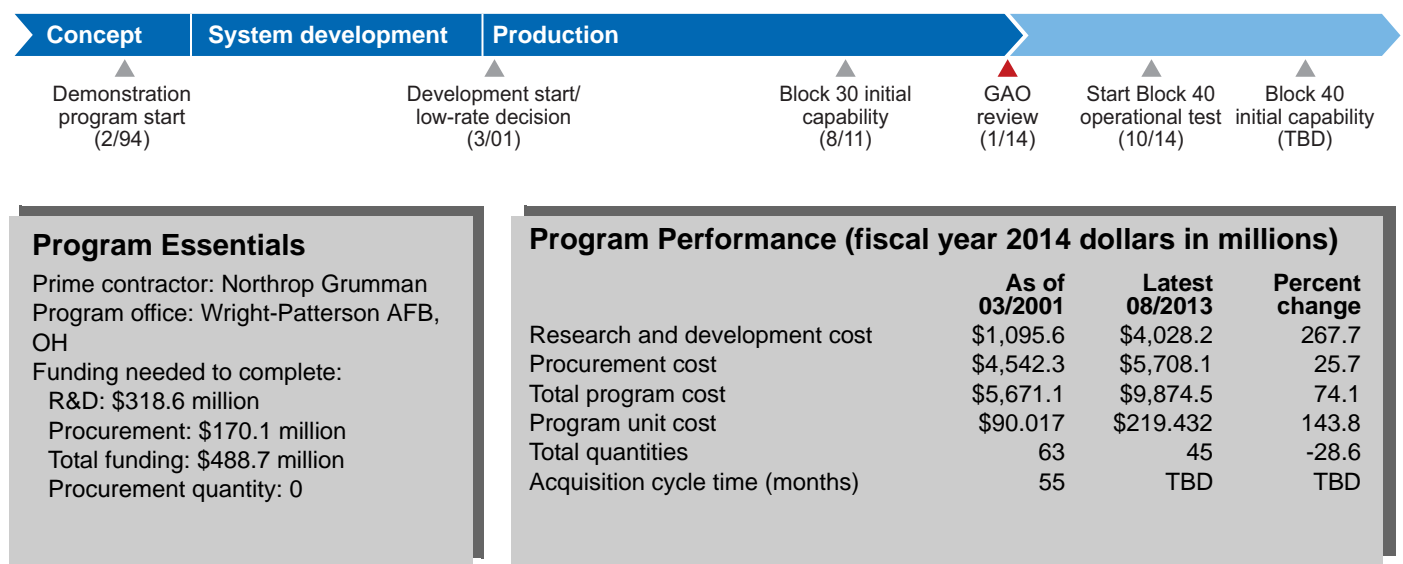 Concept System development Production
Demonstration
program start
(2/94)
Development start/
low-rate decision
(3/01)
Block 30 initial
capability
(8/11)
GAO
review
(1/14)
Start Block 40
operational test
(10/14)
Block 40
initial capability
(TBD)
Program Essentials
Prime contractor: Northrop Grumman
Program office: Wright-Patterson AFB,
OH
Funding needed to complete:
R&D: $318.6 million
Procurement: $170.1 million
Total funding: $488.7 million
Procurement quantity: 0
Program Performance (fiscal year 2014 dollars in millions)
As of Latest Percent
03/2001 08/2013 change
Research and development cost $1,095.6 $4,028.2 267.7
Procurement cost $4,542.3 $5,708.1 25.7
Total program cost $5,671.1 $9,874.5 74.1
Program unit cost $90.017 $219.432 143.8
Total quantities 63 45 -28.6
Acquisition cycle time (months) 55 TBD TBD